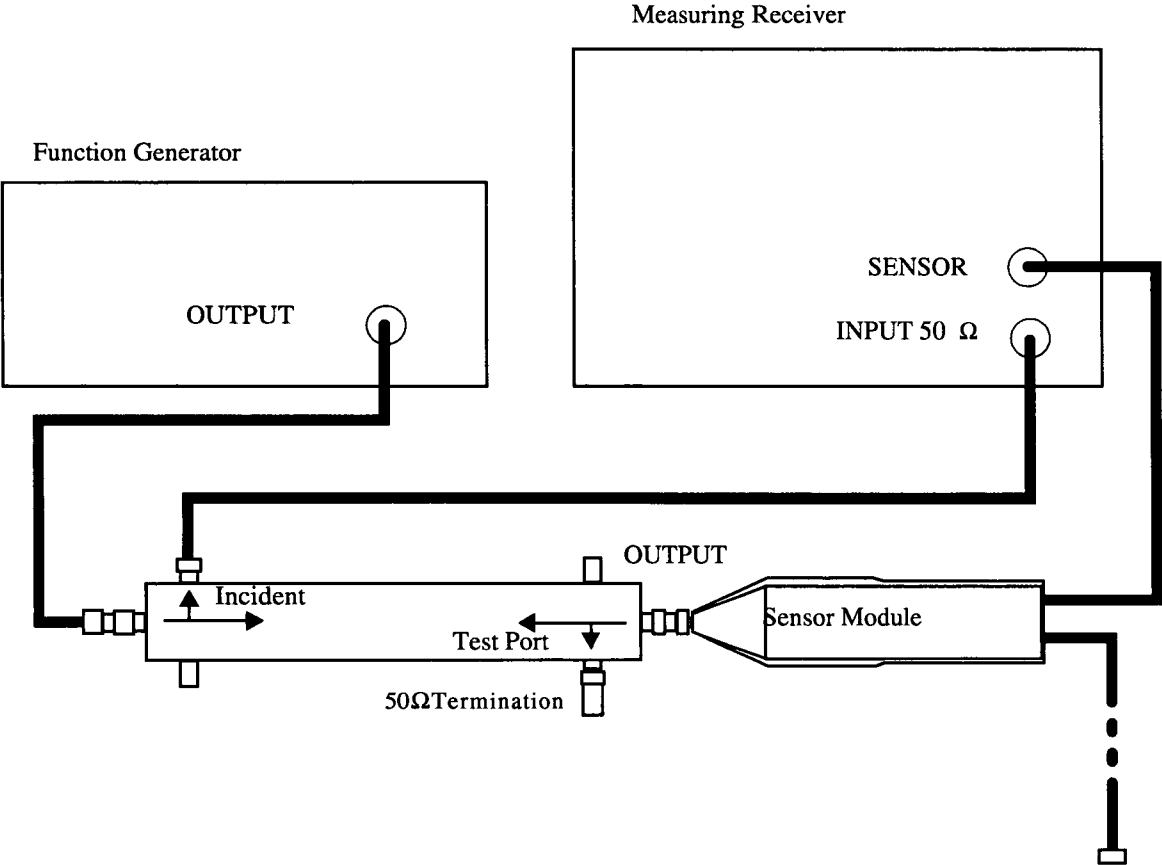 Measuring Receiver
Function Generator
SENSOR
OUTPUT
INPUT 50 Ω
OUTPUT
Incident
Sensor Module
Test Port
50ΩTermination